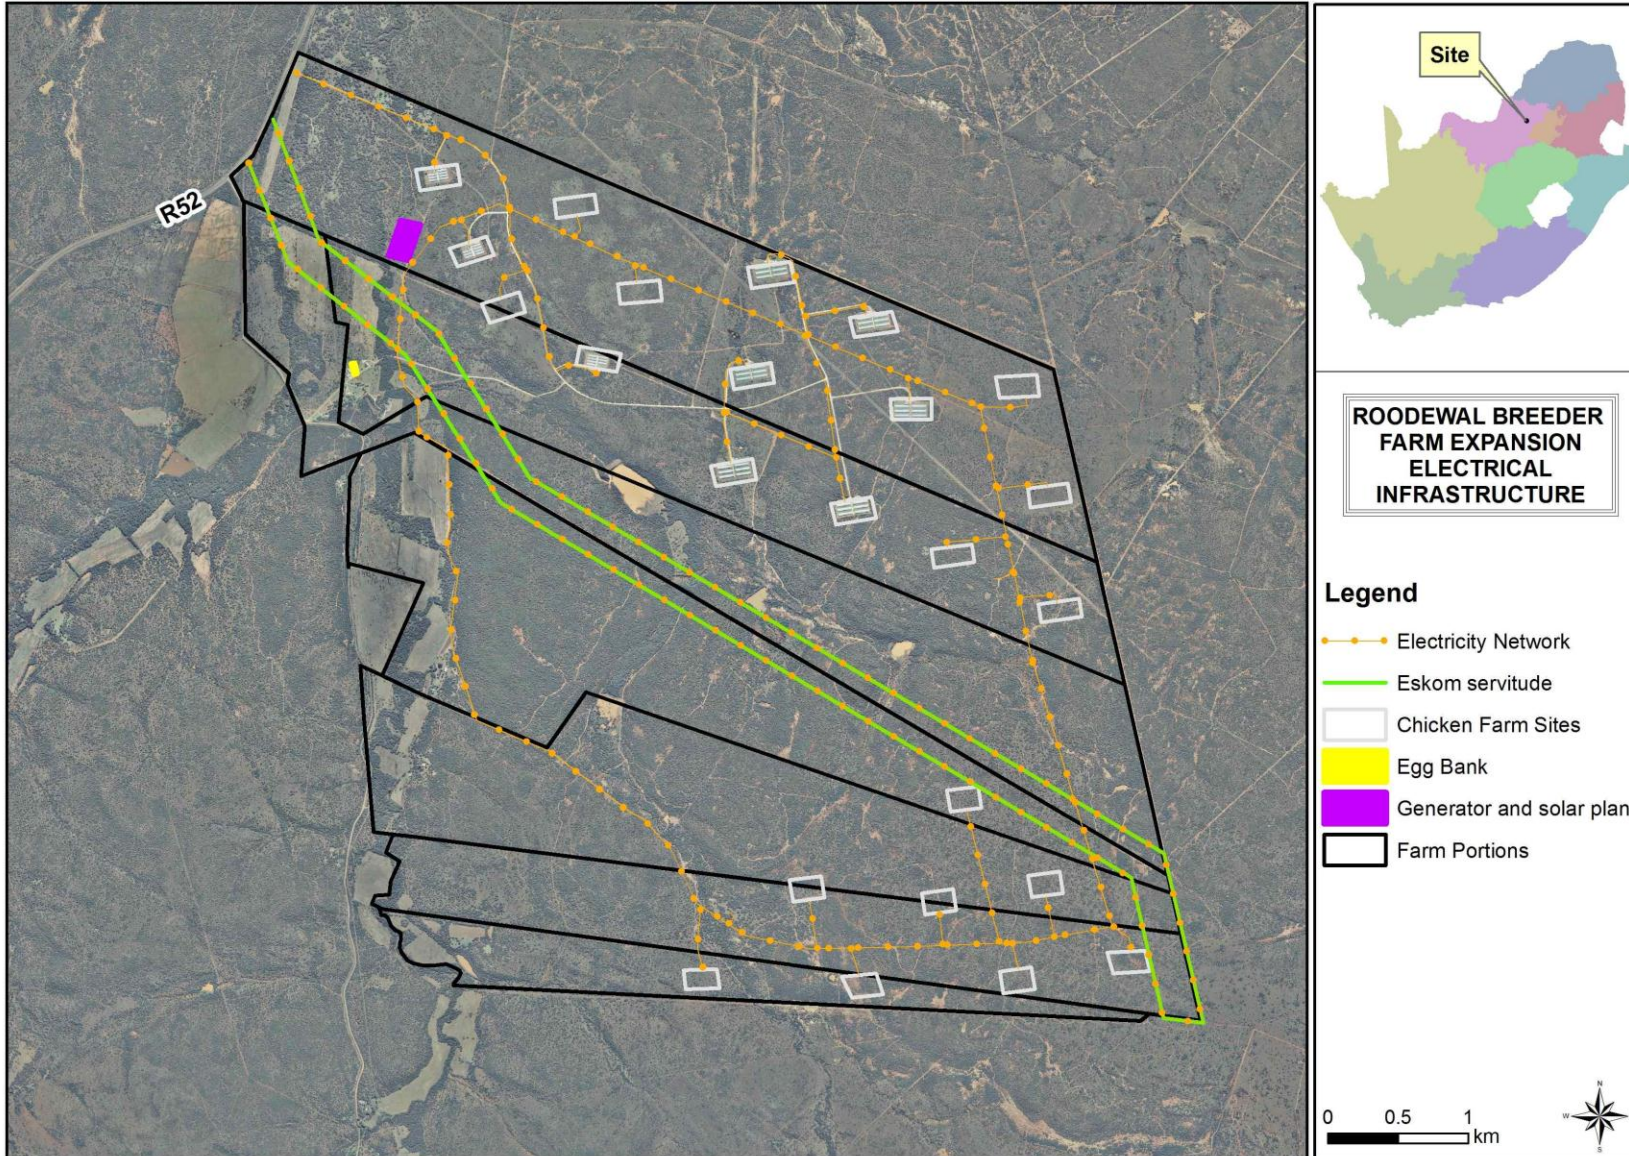 R52
Site
ROODEWAL BREEDER
FARM EXPANSION
ELECTRICAL
INFRASTRUCTURE
Legend
Electricity Network
Eskom servitude
Chicken Farm Sites
Egg Bank
Generator and solar plan
Farm Portions
0 0.5 1
km
N
W
S